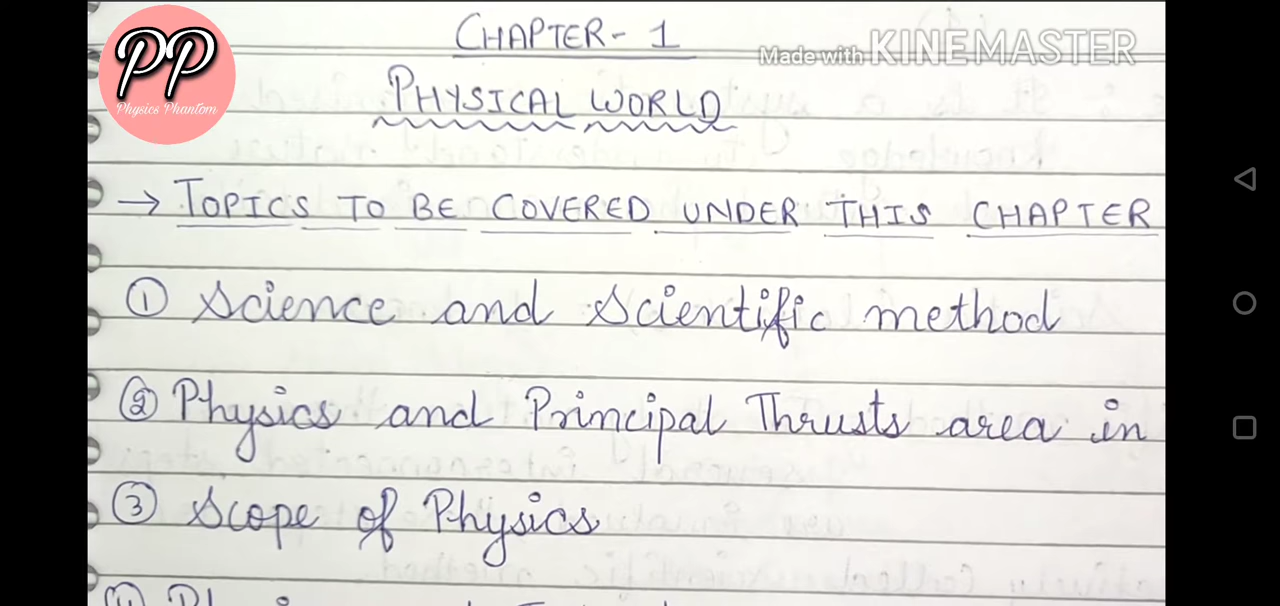 CHAPTER- 1
PP
Physics Phantom
Made with KINEMASTER
PHYSICAL WORLD
→ TOPICS TO BE COVERED UNDER THIS CHAPTER
① Science and Scientific method
② Physics and Principal Thrusts area in
③ Scope of Physics